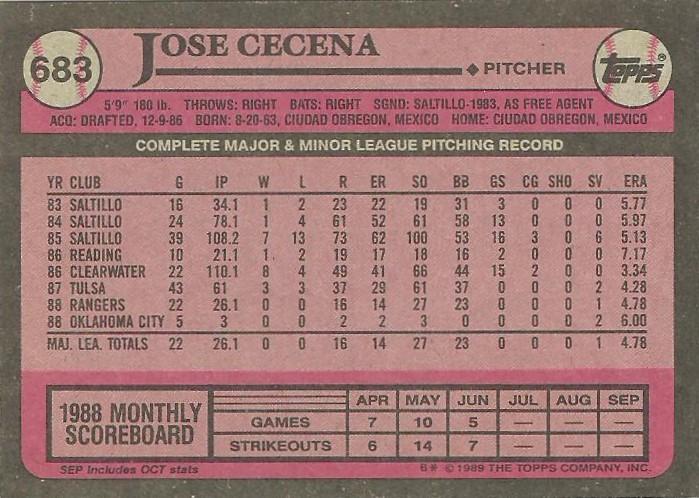 683
JOSE CECENA
PITCHER
TOPPS®
5'9" 180 lb. THROWS: RIGHT BATS: RIGHT SGND: SALTILLO-1983, AS FREE AGENT
ACQ: DRAFTED, 12-9-86 BORN: 8-20-63, CIUDAD OBREGON, MEXICO HOME: CIUDAD OBREGON, MEXICO
COMPLETE MAJOR & MINOR LEAGUE PITCHING RECORD
YR CLUB G IP W L R ER SO BB GS CG SHO SV ERA
83 SALTILLO 16 34.1 1 2 23 22 19 31 3 0 0 0 5.77
84 SALTILLO 24 78.1 1 4 61 52 61 58 13 0 0 0 5.97
85 SALTILLO 39 108.2 7 13 73 62 100 53 16 3 0 6 5.13
86 READING 10 21.1 1 2 19 17 18 16 2 0 0 0 7.17
86 CLEARWATER 22 110.1 8 4 49 41 66 44 15 2 0 0 3.34
87 TULSA 43 61 3 3 37 29 61 37 0 0 0 2 4.28
88 RANGERS 22 26.1 0 0 16 14 27 23 0 0 0 1 4.78
88 OKLAHOMA CITY 5 3 0 0 2 2 3 0 0 0 0 2 6.00
MAJ. LEA. TOTALS 22 26.1 0 0 16 14 27 23 0 0 0 1 4.78
1988 MONTHLY SCOREBOARD
APR MAY JUN JUL AUG SEP
GAMES 7 10 5 — — —
STRIKEOUTS 6 14 7 — — —
SEP Includes OCT stats
6* © 1989 THE TOPPS COMPANY, INC.